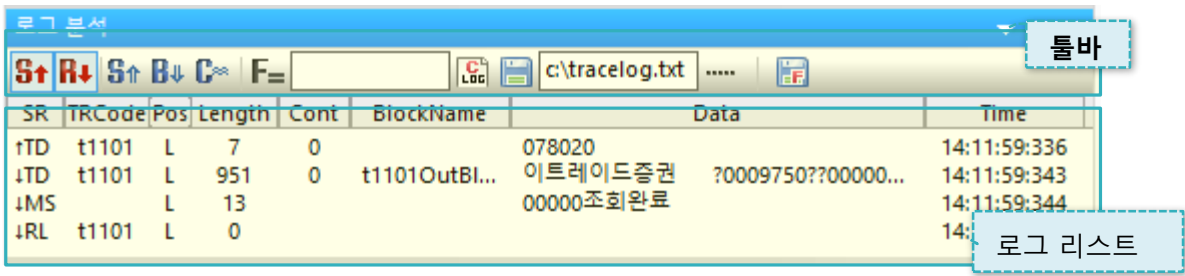 로그 분석
툴바
S↑ R↓ S⇑ B⇓ C F= C LOG c:\tracelog.txt ..... F
SR TRCode Pos Length Cont BlockName Data Time
↑TD t1101 L 7 0 078020 14:11:59:336
↓TD t1101 L 951 0 t1101OutBl... 이트레이드증권 ?0009750??00000... 14:11:59:343
↓MS L 13 00000조회완료 14:11:59:344
↓RL t1101 L 0 14:
로그 리스트